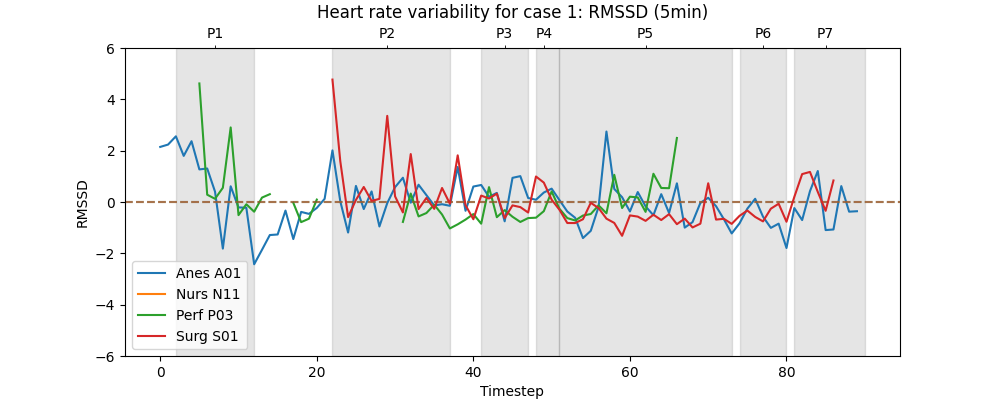 Heart rate variability for case 1: RMSSD (5min)
P1 P2 P3 P4 P5 P6 P7
6
4
2
0
−2
−4
−6
RMSSD
Anes A01
Nurs N11
Perf P03
Surg S01
0 20 40 60 80
Timestep